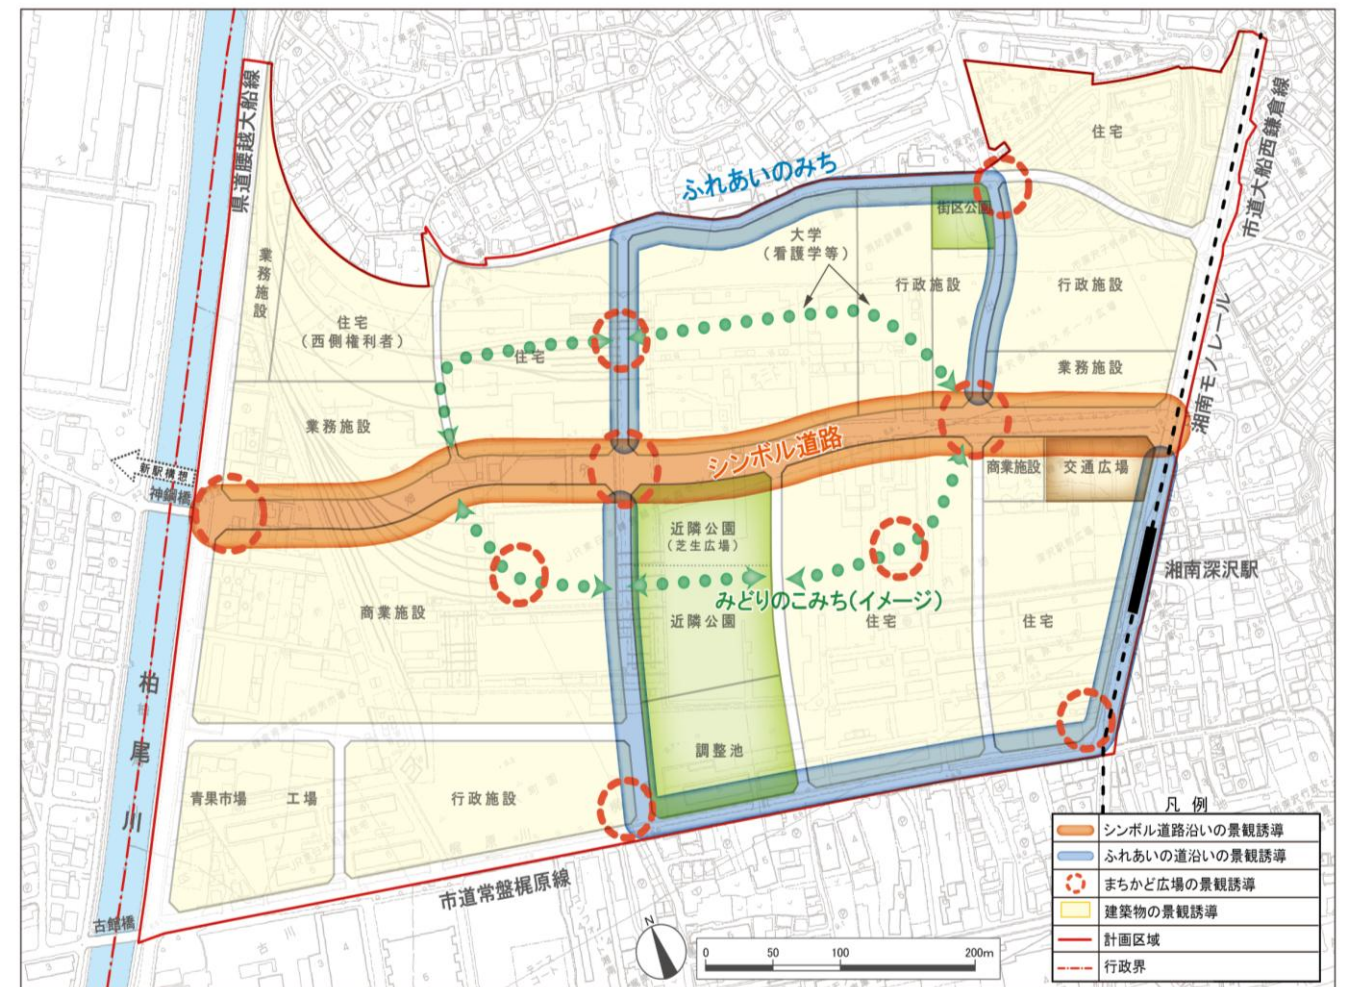 県道腰越大船線
市道大船西鎌倉線
住宅
ふれあいのみち
街区公園
大学
（看護学等）
行政施設
行政施設
業務施設
住宅
（西側権利者）
住宅
業務施設
湘南モノレール
業務施設
シンボル道路
新駅構想
神鋼橋
商業施設
交通広場
近隣公園
（芝生広場）
湘南深沢駅
みどりのこみち(イメージ)
商業施設
近隣公園
住宅
住宅
柏尾川
調整池
青果市場
工場
行政施設
市道常盤梶原線
古館橋
N
0 50 100 200m
凡 例
シンボル道路沿いの景観誘導
ふれあいの道沿いの景観誘導
まちかど広場の景観誘導
建築物の景観誘導
計画区域
行政界